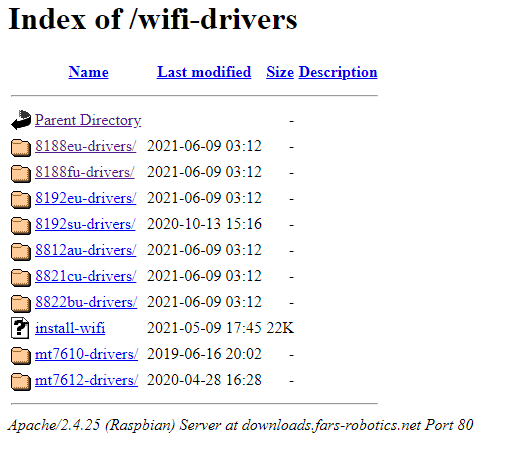 Index of /wifi-drivers
Name Last modified Size Description
Parent Directory -
8188eu-drivers/ 2021-06-09 03:12 -
8188fu-drivers/ 2021-06-09 03:12 -
8192eu-drivers/ 2021-06-09 03:12 -
8192su-drivers/ 2020-10-13 15:16 -
8812au-drivers/ 2021-06-09 03:12 -
8821cu-drivers/ 2021-06-09 03:12 -
8822bu-drivers/ 2021-06-09 03:12 -
install-wifi 2021-05-09 17:45 22K
mt7610-drivers/ 2019-06-16 20:02 -
mt7612-drivers/ 2020-04-28 16:28 -
Apache/2.4.25 (Raspbian) Server at downloads.fars-robotics.net Port 80